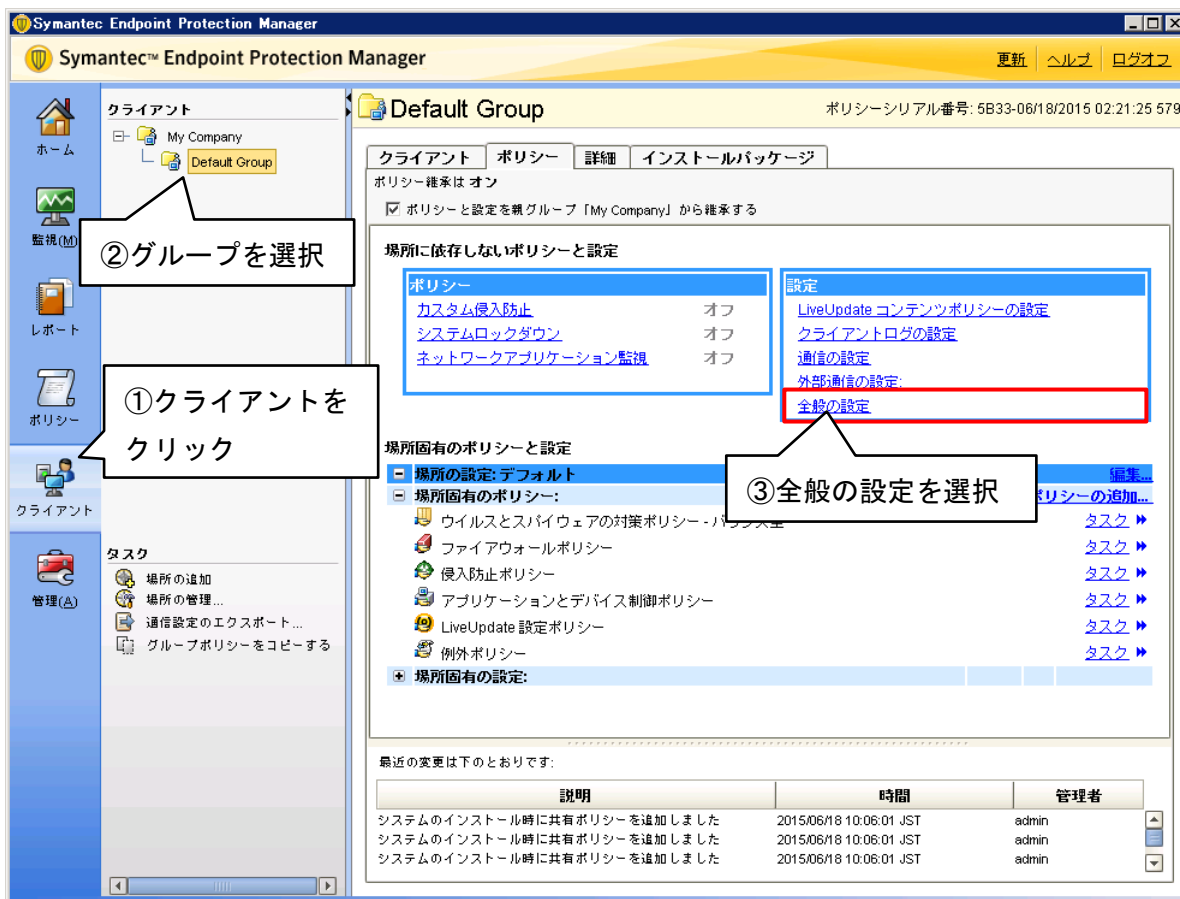 Symantec Endpoint Protection Manager
Symantec™ Endpoint Protection Manager
更新 ヘルプ ログオフ
ホーム
監視(M)
レポート
ポリシー
クライアント
管理(A)
クライアント
My Company
Default Group
②グループを選択
①クライアントを
クリック
タスク
場所の追加
場所の管理...
通信設定のエクスポート...
グループポリシーをコピーする
Default Group
ポリシーシリアル番号: 5B33-06/18/2015 02:21:25 579
クライアント ポリシー 詳細 インストールパッケージ
ポリシー継承は オン
ポリシーと設定を親グループ「My Company」から継承する
場所に依存しないポリシーと設定
ポリシー
カスタム侵入防止 オフ
システムロックダウン オフ
ネットワークアプリケーション監視 オフ
設定
LiveUpdate コンテンツポリシーの設定
クライアントログの設定
通信の設定
外部通信の設定:
全般の設定
③全般の設定を選択
場所固有のポリシーと設定
場所の設定: デフォルト 編集...
場所固有のポリシー: ポリシーの追加...
ウイルスとスパイウェアの対策ポリシー - タスク
ファイアウォールポリシー タスク
侵入防止ポリシー タスク
アプリケーションとデバイス制御ポリシー タスク
LiveUpdate 設定ポリシー タスク
例外ポリシー タスク
場所固有の設定:
最近の変更は下のとおりです:
説明 時間 管理者
システムのインストール時に共有ポリシーを追加しました 2015/06/18 10:06:01 JST admin
システムのインストール時に共有ポリシーを追加しました 2015/06/18 10:06:01 JST admin
システムのインストール時に共有ポリシーを追加しました 2015/06/18 10:06:01 JST admin